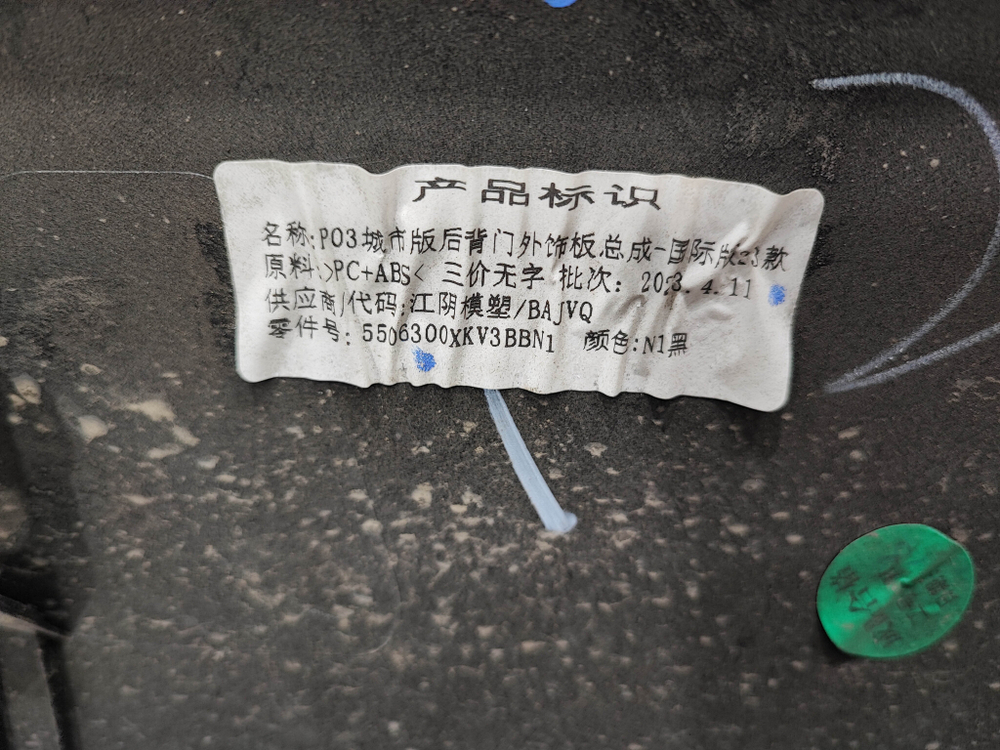 产品标识
名称:P03城市版后背门外饰板总成-国际版23款
原料:>PC+ABS< 三价无字 批次: 2023.4.11
供应商/代码:江阴模塑/BAJVQ
零件号: 5506300XKV3BBN1 颜色:N1黑